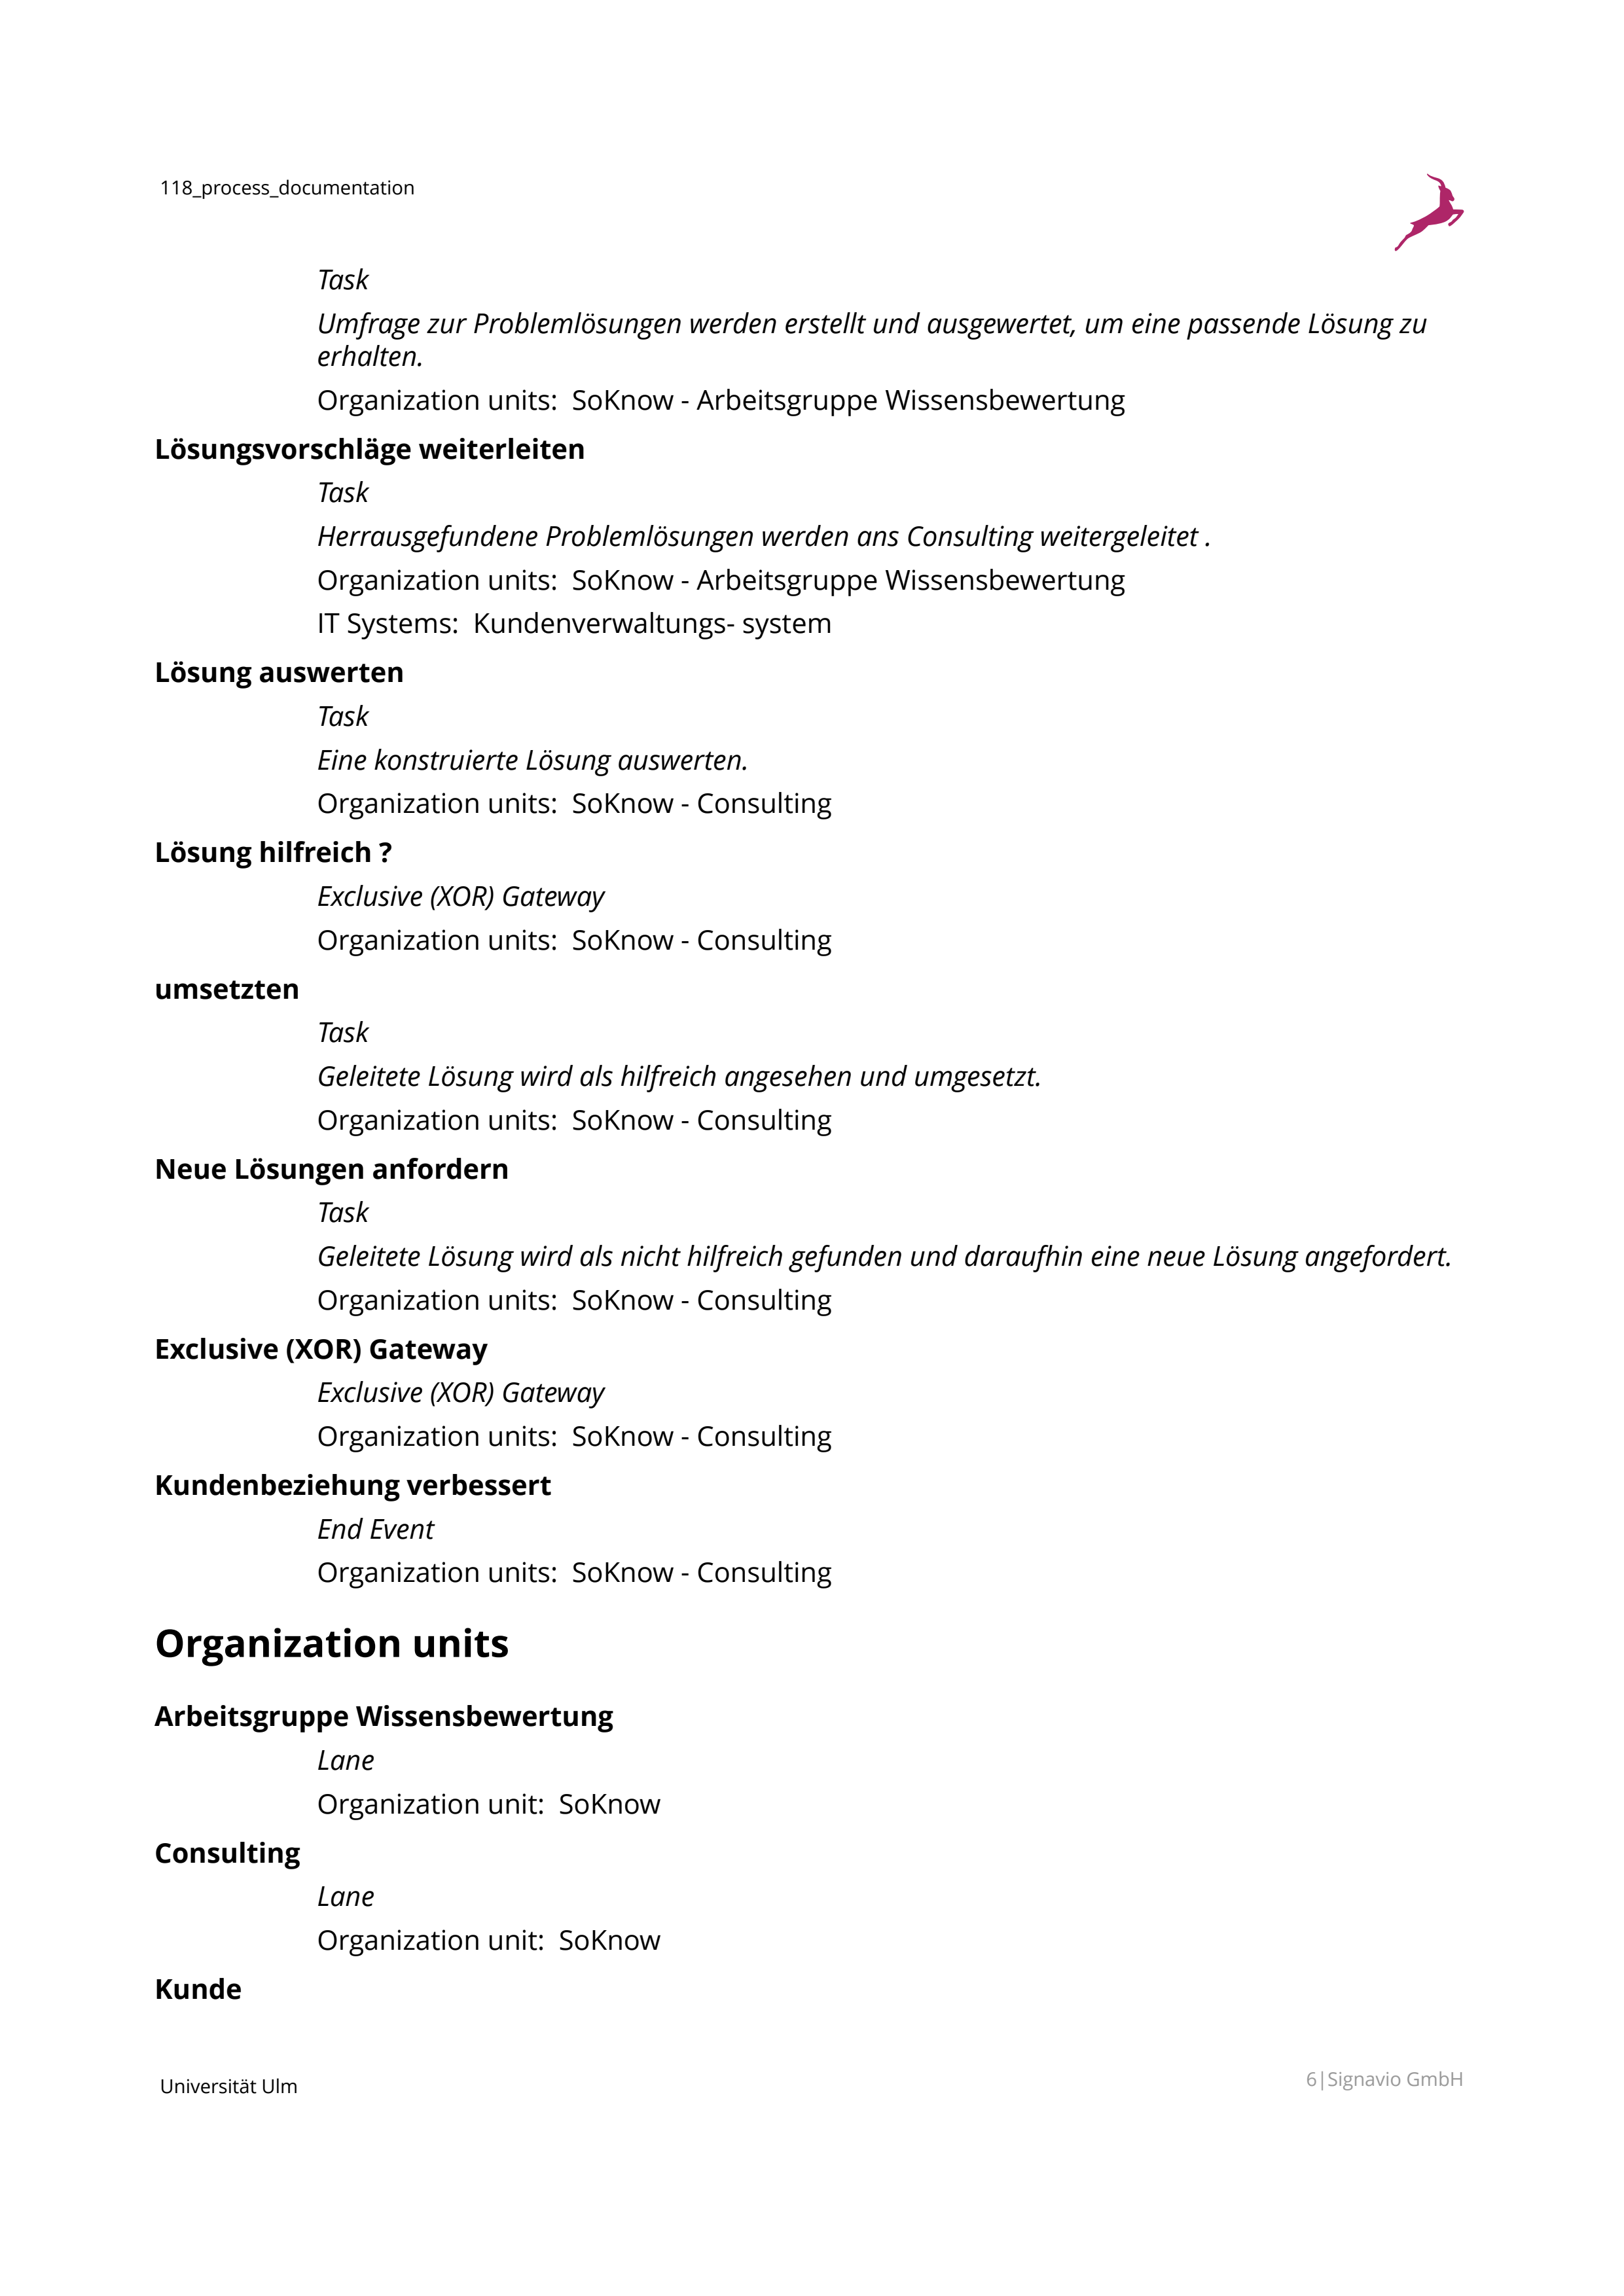 118_process_documentation
Task
Umfrage zur Problemlösungen werden erstellt und ausgewertet, um eine passende Lösung zu
erhalten.
Organization units:  SoKnow - Arbeitsgruppe Wissensbewertung
Lösungsvorschläge weiterleiten
Task
Herrausgefundene Problemlösungen werden ans Consulting weitergeleitet .
Organization units:  SoKnow - Arbeitsgruppe Wissensbewertung
IT Systems:  Kundenverwaltungs- system
Lösung auswerten
Task
Eine konstruierte Lösung auswerten.
Organization units:  SoKnow - Consulting
Lösung hilfreich ?
Exclusive (XOR) Gateway
Organization units:  SoKnow - Consulting
umsetzten
Task
Geleitete Lösung wird als hilfreich angesehen und umgesetzt.
Organization units:  SoKnow - Consulting
Neue Lösungen anfordern
Task
Geleitete Lösung wird als nicht hilfreich gefunden und daraufhin eine neue Lösung angefordert.
Organization units:  SoKnow - Consulting
Exclusive (XOR) Gateway
Exclusive (XOR) Gateway
Organization units:  SoKnow - Consulting
Kundenbeziehung verbessert
End Event
Organization units:  SoKnow - Consulting
Organization units
Arbeitsgruppe Wissensbewertung
Lane
Organization unit:  SoKnow
Consulting
Lane
Organization unit:  SoKnow
Kunde
Universität Ulm
6|Signavio GmbH